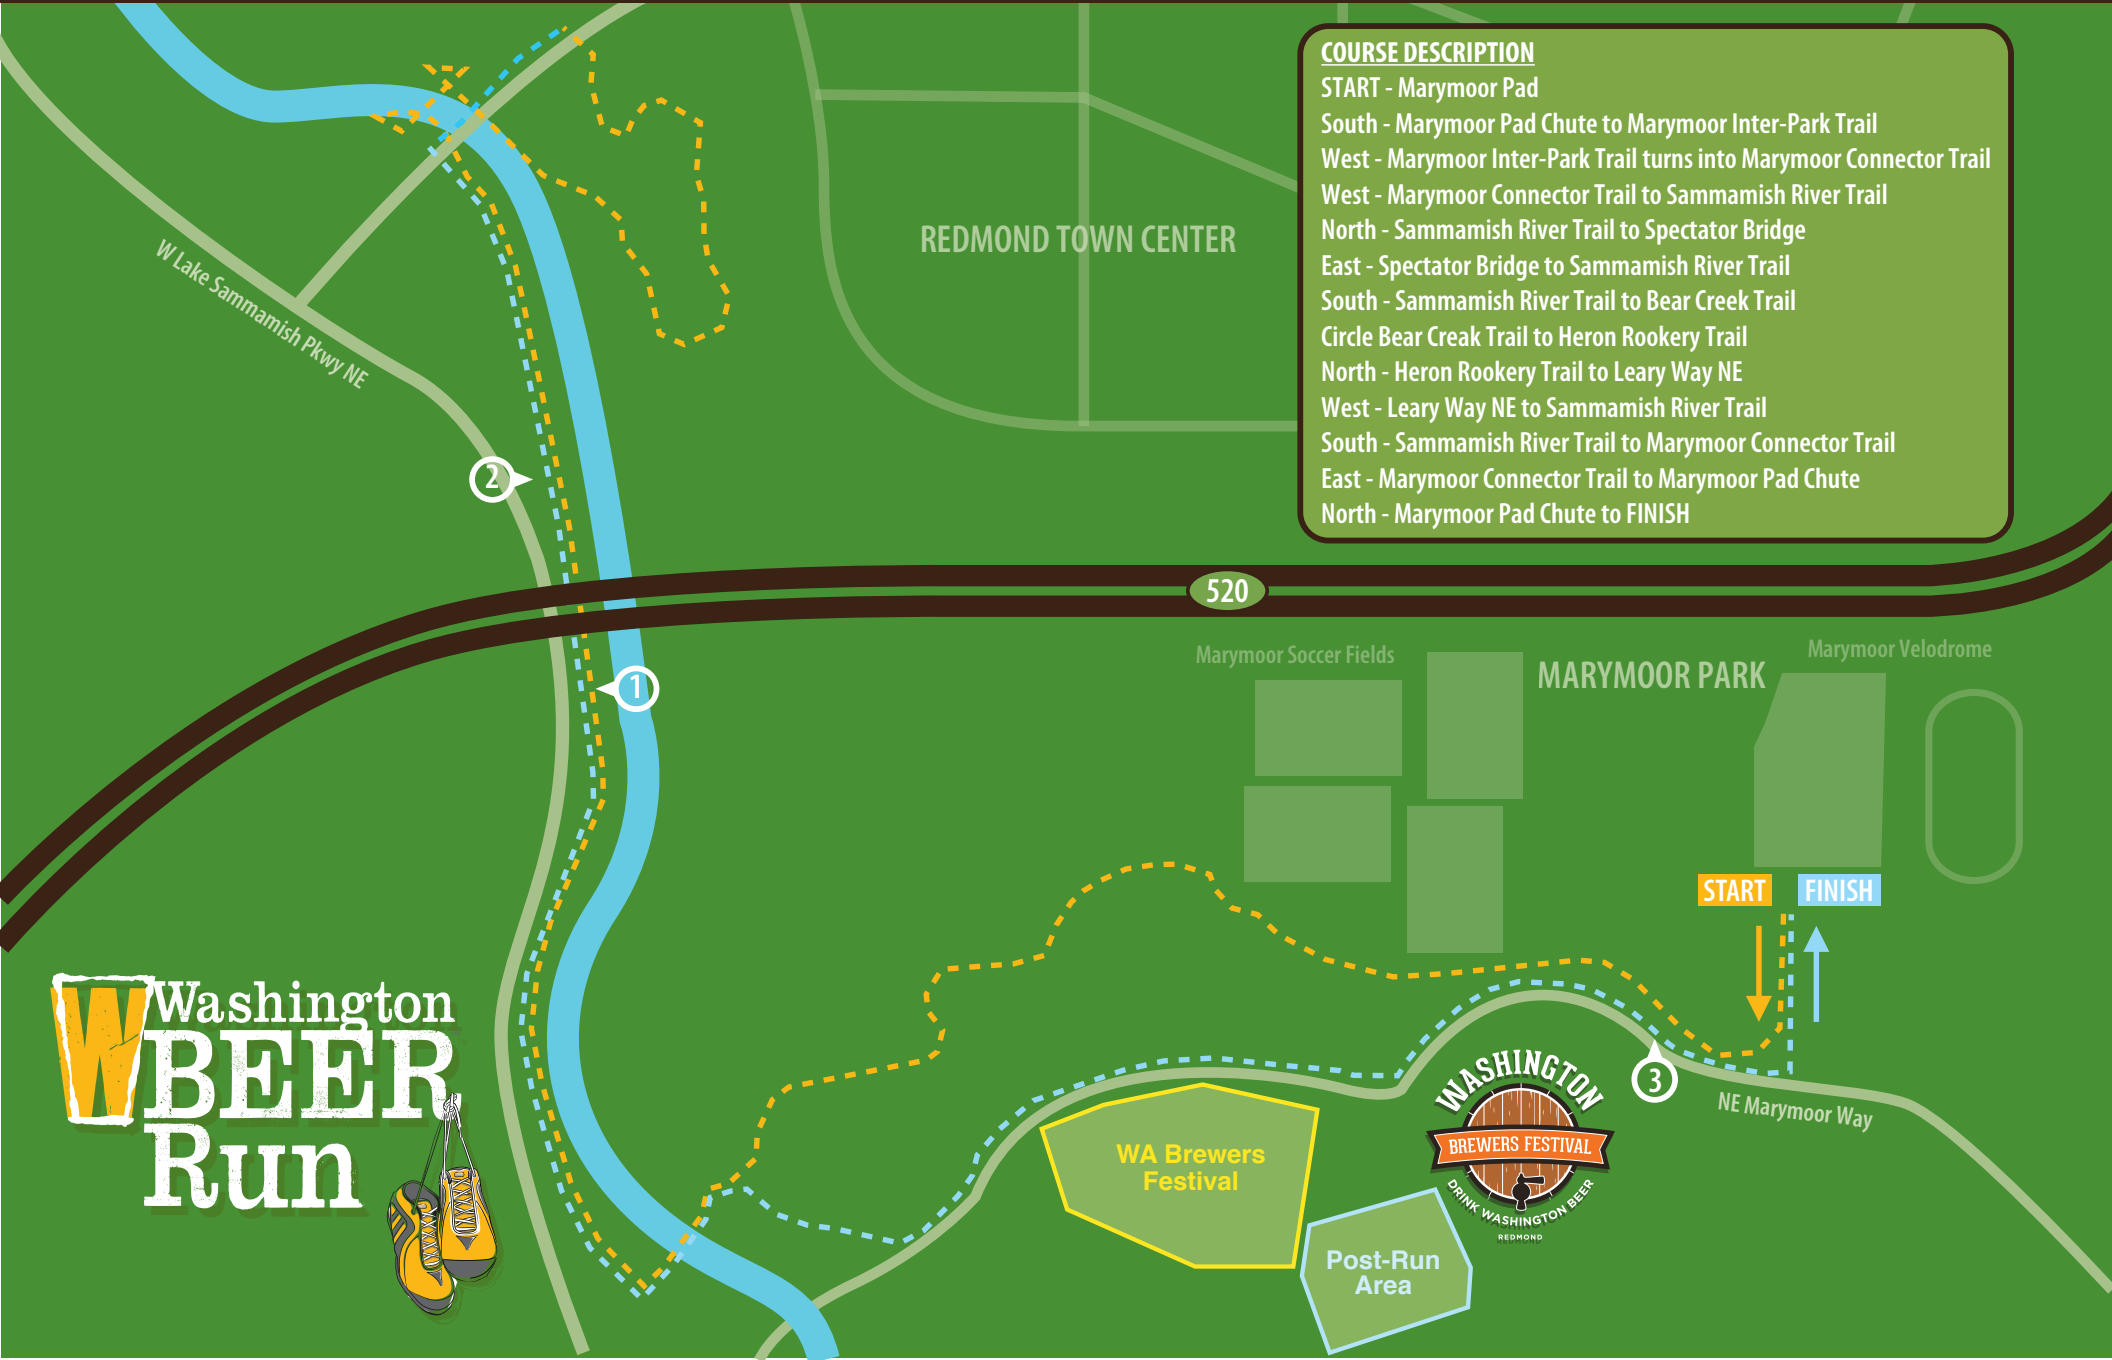 COURSE DESCRIPTION
START - Marymoor Pad
South - Marymoor Pad Chute to Marymoor Inter-Park Trail
West - Marymoor Inter-Park Trail turns into Marymoor Connector Trail
West - Marymoor Connector Trail to Sammamish River Trail
North - Sammamish River Trail to Spectator Bridge
East - Spectator Bridge to Sammamish River Trail
South - Sammamish River Trail to Bear Creek Trail
Circle Bear Creak Trail to Heron Rookery Trail
North - Heron Rookery Trail to Leary Way NE
West - Leary Way NE to Sammamish River Trail
South - Sammamish River Trail to Marymoor Connector Trail
East - Marymoor Connector Trail to Marymoor Pad Chute
North - Marymoor Pad Chute to FINISH
REDMOND TOWN CENTER
W Lake Sammamish Pkwy NE
2
520
1
Marymoor Soccer Fields
MARYMOOR PARK
Marymoor Velodrome
START
FINISH
3
NE Marymoor Way
W
Washington
BEER
Run
WA Brewers
Festival
Post-Run
Area
WASHINGTON
BREWERS FESTIVAL
DRINK WASHINGTON BEER
REDMOND